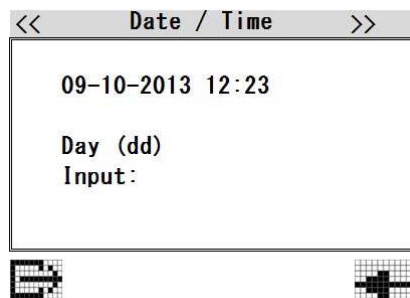 << Date / Time >>
09-10-2013 12:23
Day (dd)
Input: